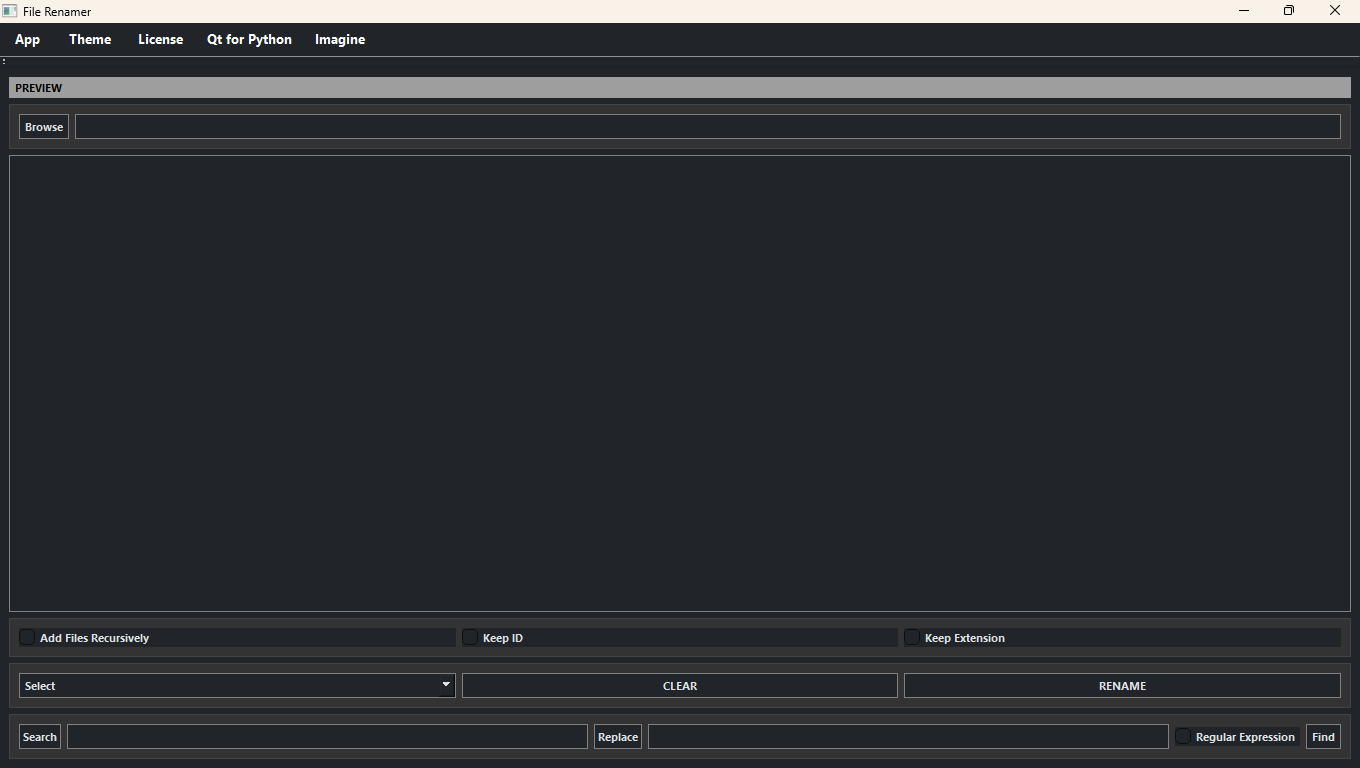 File Renamer
App Theme License Qt for Python Imagine
PREVIEW
Browse
Add Files Recursively Keep ID Keep Extension
Select CLEAR RENAME
Search Replace Regular Expression Find